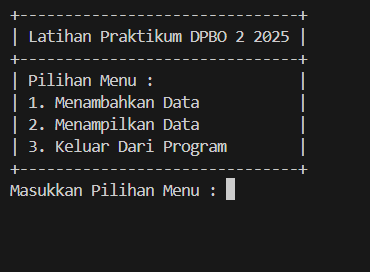 +-------------------------------+
| Latihan Praktikum DPBO 2 2025 |
+-------------------------------+
| Pilihan Menu :                |
| 1. Menambahkan Data           |
| 2. Menampilkan Data           |
| 3. Keluar Dari Program        |
+-------------------------------+
Masukkan Pilihan Menu :